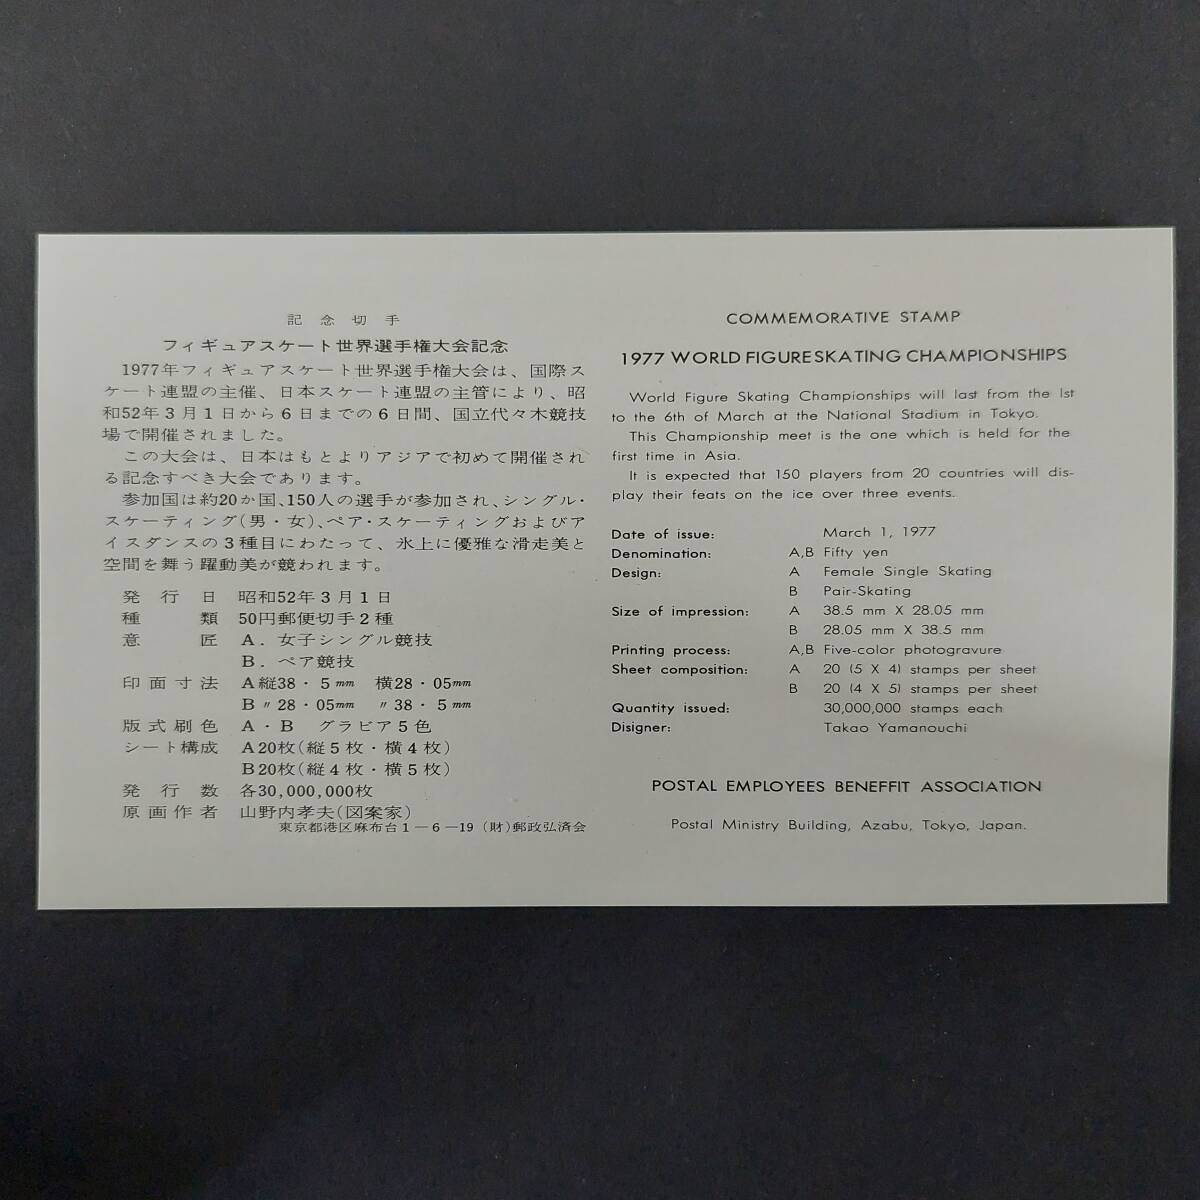 記念切手
フィギュアスケート世界選手権大会記念
1977年フィギュアスケート世界選手権大会は、国際ス
ケート連盟の主催、日本スケート連盟の主管により、昭
和52年3月1日から6日までの6日間、国立代々木競技
場で開催されました。
この大会は、日本はもとよりアジアで初めて開催され
る記念すべき大会であります。
参加国は約20か国、150人の選手が参加され、シングル・
スケーティング(男・女)、ペア・スケーティングおよびア
イスダンスの3種目にわたって、氷上に優雅な滑走美と
空間を舞う躍動美が競われます。
発行日 昭和52年3月1日
種類 50円郵便切手2種
意匠 A. 女子シングル競技
B. ペア競技
印面寸法 A縦38・5㎜ 横28・05㎜
B〃28・05㎜ 〃38・5㎜
版式刷色 A・B グラビア5色
シート構成 A20枚(縦5枚・横4枚)
B20枚(縦4枚・横5枚)
発行数 各30,000,000枚
原画作者 山野内孝夫(図案家)
東京都港区麻布台1-6-19 (財)郵政弘済会
COMMEMORATIVE STAMP
1977 WORLD FIGURESKATING CHAMPIONSHIPS
World Figure Skating Championships will last from the Ist
to the 6th of March at the National Stadium in Tokyo.
This Championship meet is the one which is held for the
first time in Asia.
It is expected that 150 players from 20 countries will dis-
play their feats on the ice over three events.
Date of issue: March 1, 1977
Denomination: A,B Fifty yen
Design: A Female Single Skating
B Pair-Skating
Size of impression: A 38.5 mm X 28.05 mm
B 28.05 mm X 38.5 mm
Printing process: A,B Five-color photogravure
Sheet composition: A 20 (5 X 4) stamps per sheet
B 20 (4 X 5) stamps per sheet
Quantity issued: 30,000,000 stamps each
Disigner: Takao Yamanouchi
POSTAL EMPLOYEES BENEFFIT ASSOCIATION
Postal Ministry Building, Azabu, Tokyo, Japan.